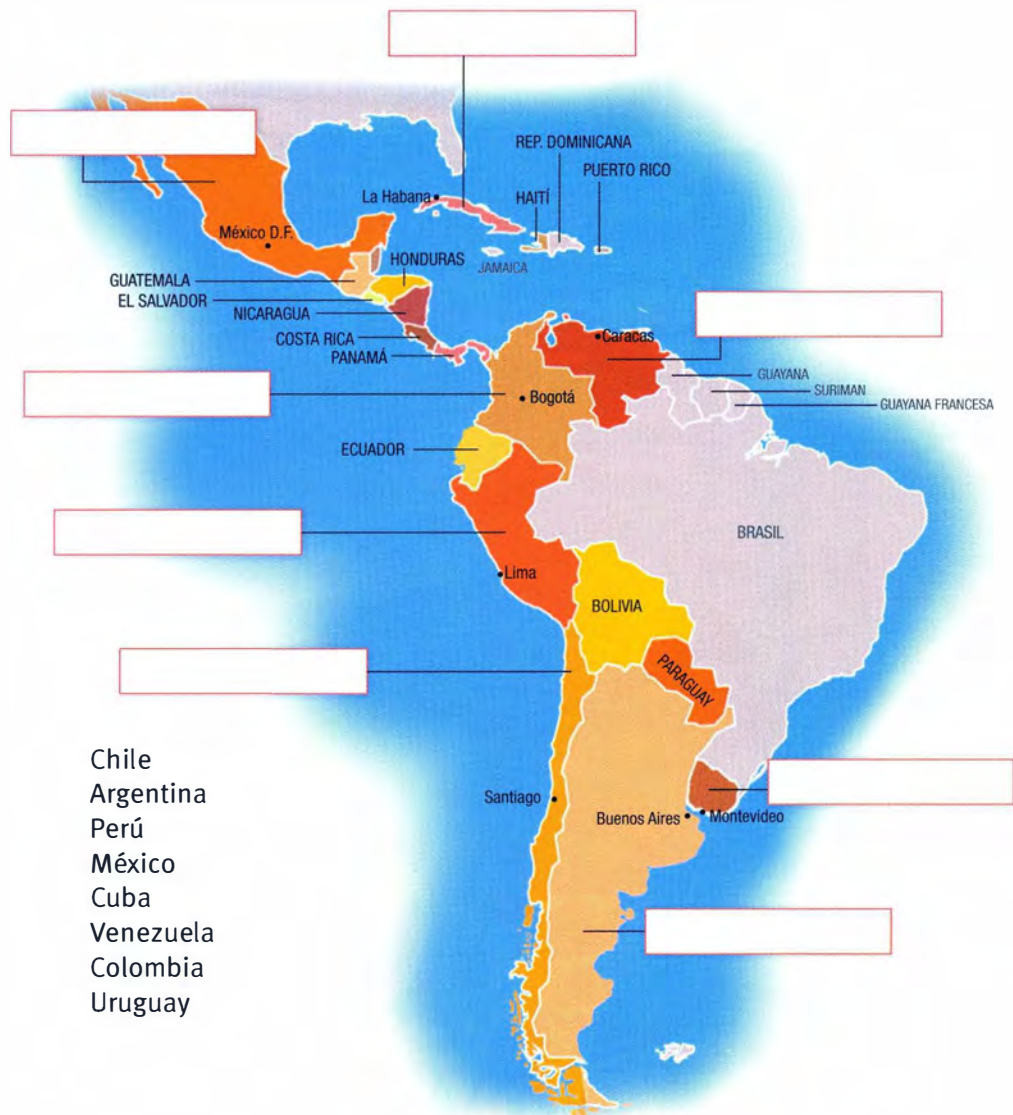 REP. DOMINICANA
PUERTO RICO
La Habana
HAITÍ
México D.F.
HONDURAS
JAMAICA
GUATEMALA
EL SALVADOR
NICARAGUA
COSTA RICA
PANAMÁ
Caracas
GUAYANA
SURIMAN
GUAYANA FRANCESA
Bogotá
ECUADOR
BRASIL
Lima
BOLIVIA
PARAGUAY
Santiago
Buenos Aires
Montevideo
Chile
Argentina
Perú
México
Cuba
Venezuela
Colombia
Uruguay